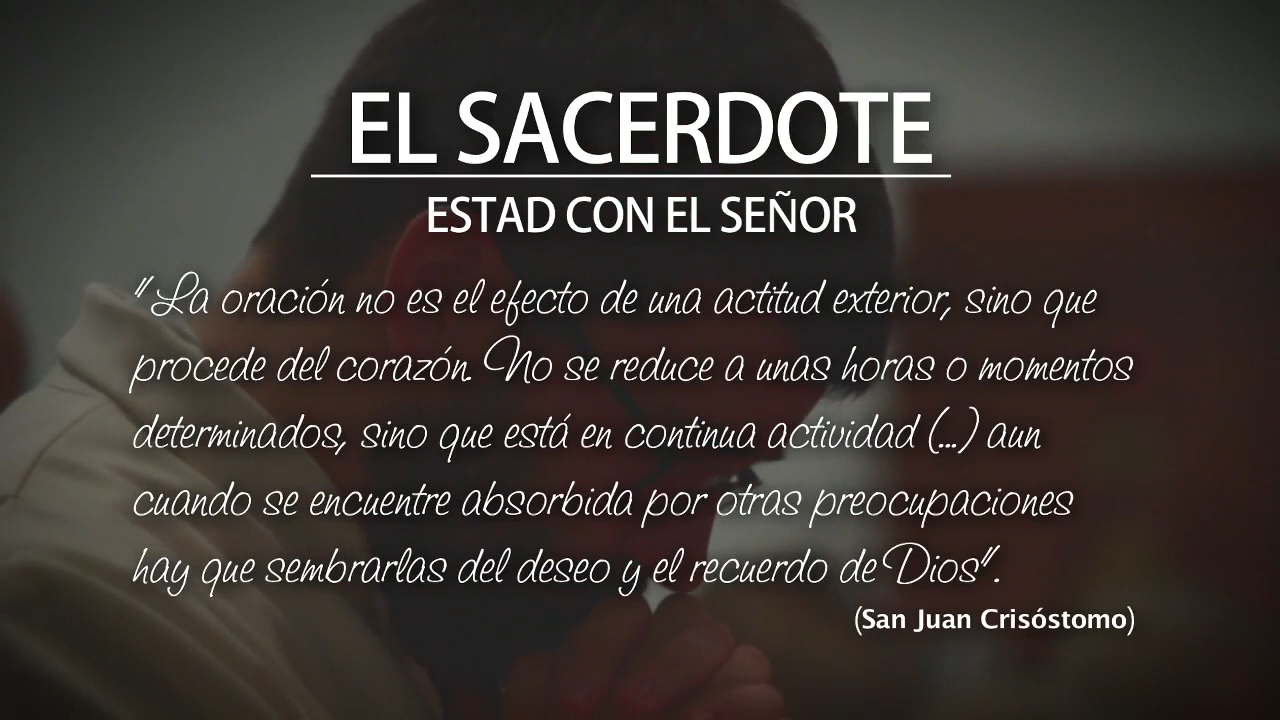 EL SACERDOTE
ESTAD CON EL SEÑOR
"La oración no es el efecto de una actitud exterior, sino que
procede del corazón. No se reduce a unas horas o momentos
determinados, sino que está en continua actividad (...) aun
cuando se encuentre absorbida por otras preocupaciones
hay que sembrarlas del deseo y el recuerdo de Dios".
(San Juan Crisóstomo)